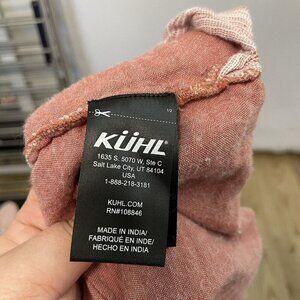 KÜHL
1635 S. 5070 W, Ste C
Salt Lake City, UT 84104
USA
1-888-218-3181
KUHL.COM
RN#108846
MADE IN INDIA/
FABRIQUÉ EN INDE/
HECHO EN INDIA